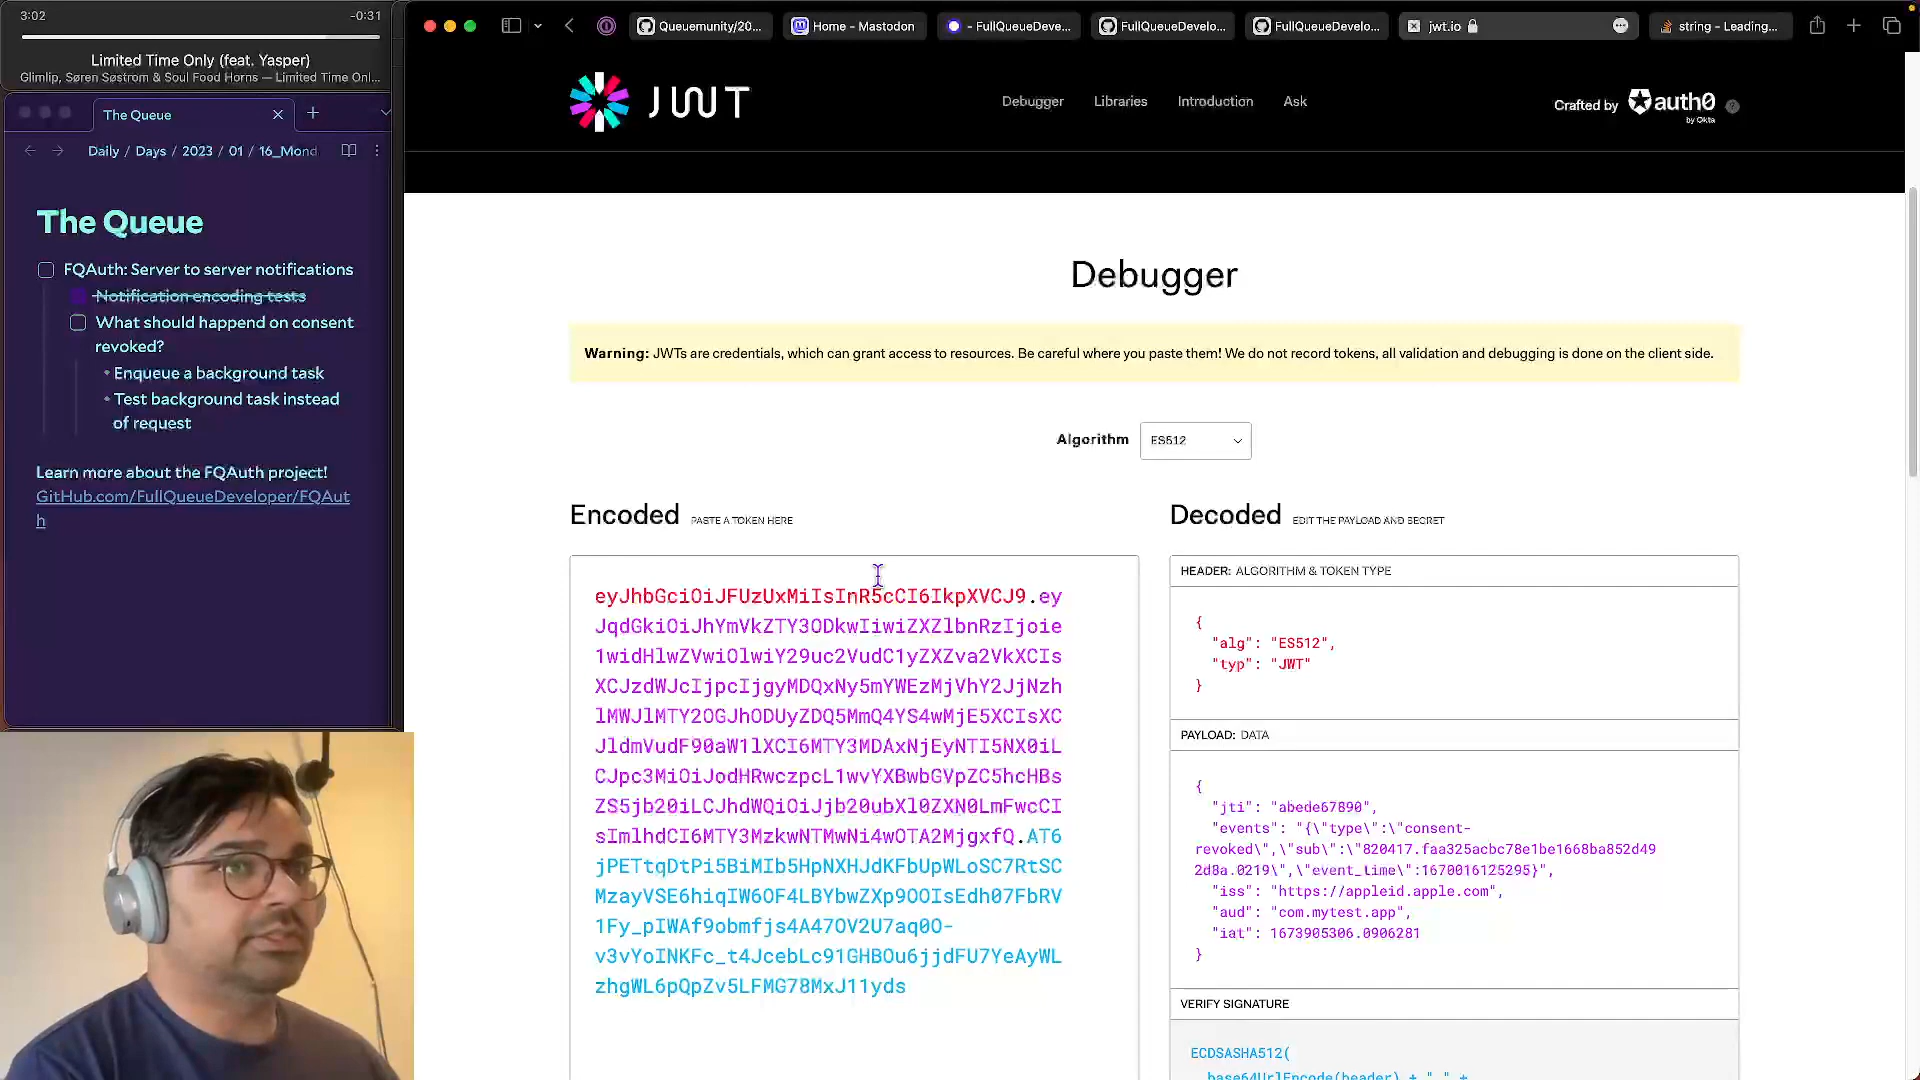 3:02
-0:31
Limited Time Only (feat. Yasper)
Glimlip, Søren Søstrøm & Soul Food Horns — Limited Time Onl...
The Queue
Daily / Days / 2023 / 01 / 16_Mond
The Queue
FQAuth: Server to server notifications
Notification encoding tests
What should happend on consent
revoked?
• Enqueue a background task
• Test background task instead
of request
Learn more about the FQAuth project!
GitHub.com/FullQueueDeveloper/FQAut
h
Queuemunity/20...
Home - Mastodon
- FullQueueDeve...
FullQueueDevelo...
FullQueueDevelo...
jwt.io
string - Leading...
JWT
Debugger
Libraries
Introduction
Ask
Crafted by auth0
by Okta
Debugger
Warning: JWTs are credentials, which can grant access to resources. Be careful where you paste them! We do not record tokens, all validation and debugging is done on the client side.
Algorithm
ES512
Encoded PASTE A TOKEN HERE
eyJhbGciOiJFUzUxMiIsInR5cCI6IkpXVCJ9.ey
JqdGkiOiJhYmVkZTY3ODkwIiwiZXZlbnRzIjoie
1widHlwZVwiOlwiY29uc2VudC1yZXZva2VkXCIs
XCJzdWJcIjpcIjgyMDQxNy5mYWEzMjVhY2JjNzh
lMWJlMTY2OGJhODUyZDQ5MmQ4YS4wMjE5XCIsXC
JldmVudF90aW1lXCI6MTY3MDAxNjEyNTI5NX0iL
CJpc3MiOiJodHRwczpcL1wvYXBwbGVpZC5hcHBs
ZS5jb20iLCJhdWQiOiJjb20ubXl0ZXN0LmFwcCI
sImlhdCI6MTY3MzkwNTMwNi4wOTA2MjgxfQ.AT6
jPETtqDtPi5BiMIb5HpNXHJdKFbUpWLoSC7RtSC
MzayVSE6hiqIW6OF4LBYbwZXp9OOIsEdh07FbRV
1Fy_pIWAf9obmfjs4A47OV2U7aq0O-
v3vYoINKFc_t4JcebLc91GHBOu6jjdFU7YeAyWL
zhgWL6pQpZv5LFMG78MxJ11yds
Decoded EDIT THE PAYLOAD AND SECRET
HEADER: ALGORITHM & TOKEN TYPE
{
"alg": "ES512",
"typ": "JWT"
}
PAYLOAD: DATA
{
"jti": "abede67890",
"events": "{\"type\":\"consent-
revoked\",\"sub\":\"820417.faa325acbc78e1be1668ba852d49
2d8a.0219\",\"event_time\":1670016125295}",
"iss": "https://appleid.apple.com",
"aud": "com.mytest.app",
"iat": 1673905306.0906281
}
VERIFY SIGNATURE
ECDSASHA512(
base64UrlEncode(header) + "." +